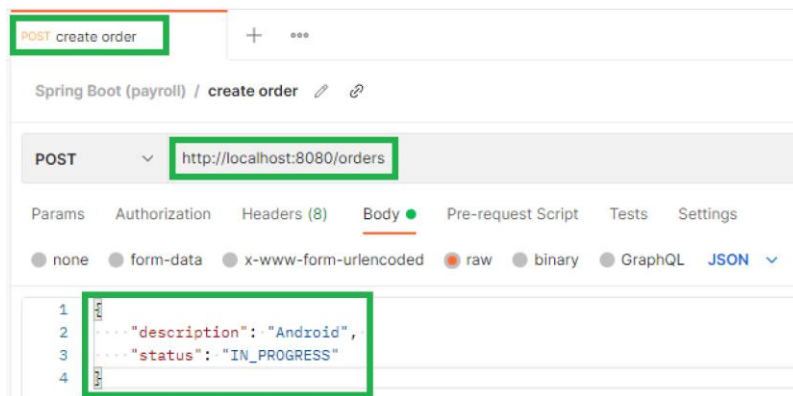 POST create order + ooo
Spring Boot (payroll) / create order
POST http://localhost:8080/orders
Params Authorization Headers (8) Body Pre-request Script Tests Settings
none form-data x-www-form-urlencoded raw binary GraphQL JSON
1 {
2 "description": "Android",
3 "status": "IN_PROGRESS"
4 }